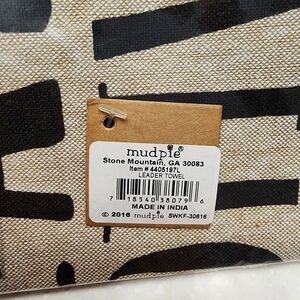 mudpie
Stone Mountain, GA 30083
Item # 4405197L
LEADER TOWEL
7 18540 38079 6
MADE IN INDIA
© 2016 mudpie SWKF-30616